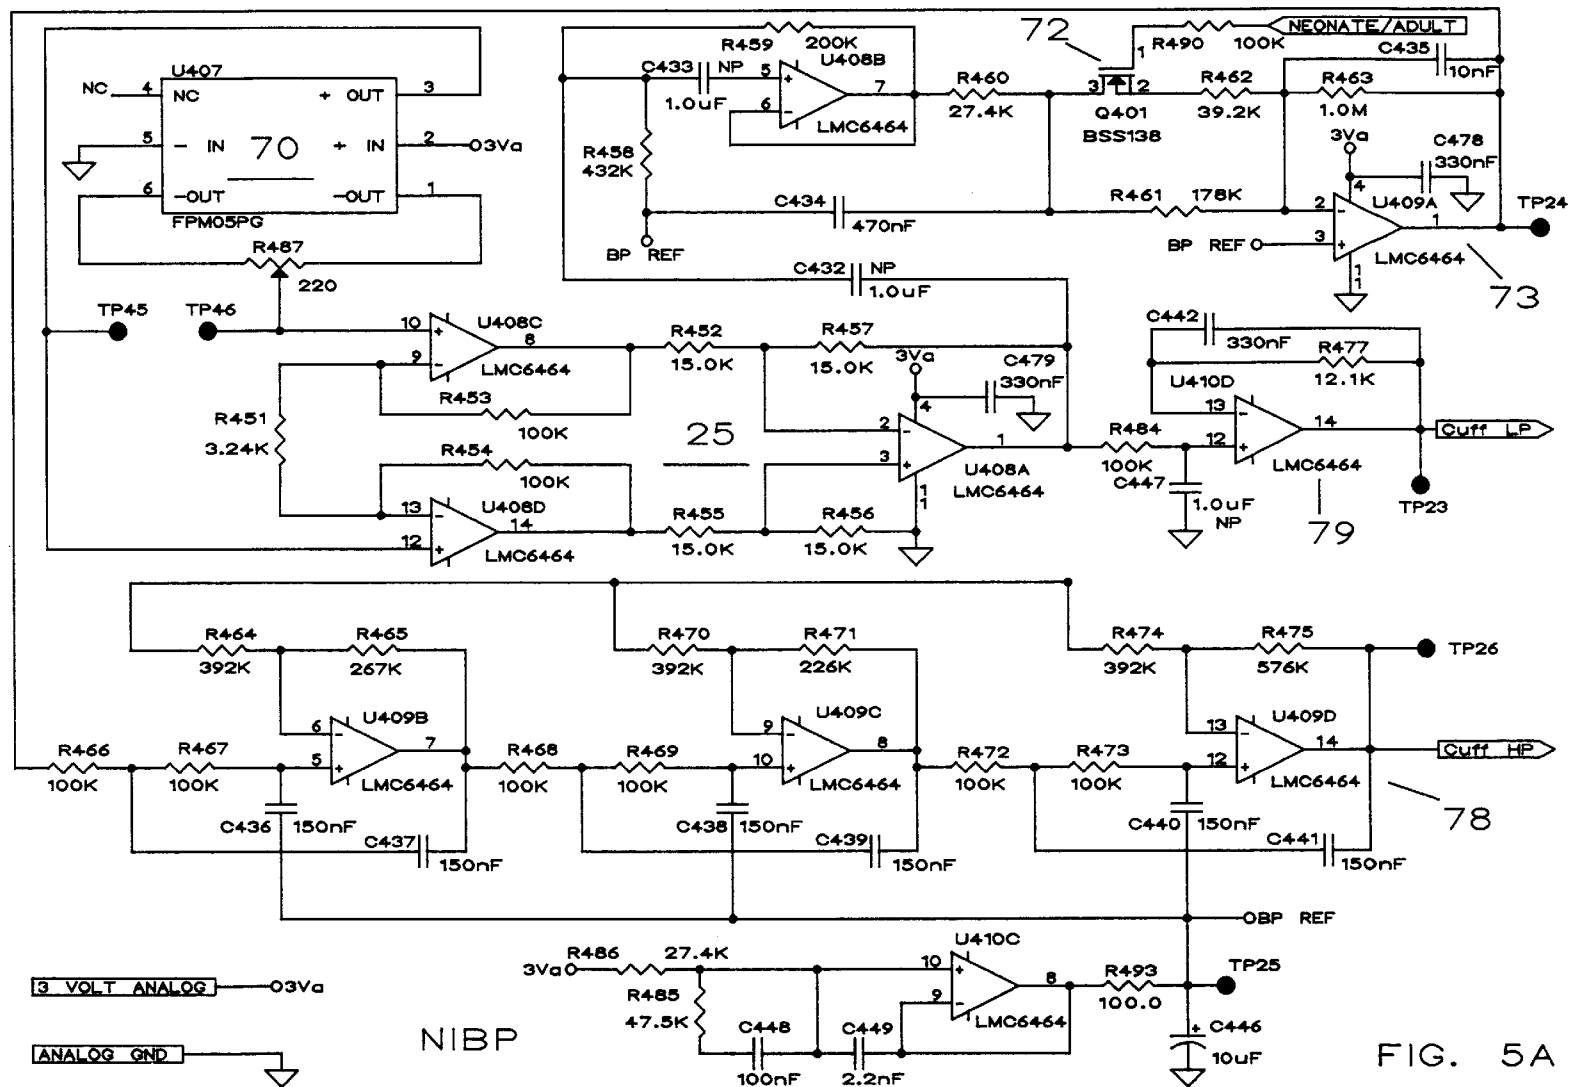 U407
NC 4 NC + OUT 3
5 - IN 70 + IN 2 3Va
6 -OUT -OUT 1
FPM05PG
R487
220
TP45 TP46
R459 200K
C433 NP
1.0uF
5 + U408B
6 - 7
LMC6464
R458
432K
BP REF
C434
470nF
C432 NP
1.0uF
R460
27.4K
72
1
3 2
Q401
BSS138
R490 100K
NEONATE/ADULT
R462
39.2K
C435
10nF
R463
1.0M
3Va
C478
330nF
R461 178K
4
2 - U409A
1
BP REF 3 +
LMC6464
11
TP24
73
10 + U408C
8
9 -
LMC6464
R451
3.24K
R453
100K
R454
100K
13 - U408D
14
12 +
LMC6464
R452
15.0K
R457
15.0K
25
R455
15.0K
R456
15.0K
3Va
C479
330nF
4
2 -
1
3 +
U408A
LMC6464
11
C442
330nF
R477
12.1K
U410D
13 -
14
12 +
LMC6464
R484
100K
C447
1.0uF
NP
79
Cuff LP
TP23
R464
392K
R465
267K
6 - U409B
7
5 +
LMC6464
R466
100K
R467
100K
C436 150nF
C437
150nF
R470
392K
R471
226K
9 - U409C
8
10 +
LMC6464
R468
100K
R469
100K
C438 150nF
C439
150nF
R474
392K
R475
576K
TP26
13 - U409D
14
12 +
LMC6464
R472
100K
R473
100K
C440 150nF
C441
150nF
Cuff HP
78
BP REF
3Va R486 27.4K
R485
47.5K
C448
100nF
C449
2.2nF
U410C
10 +
8
9 -
LMC6464
R493
100.0
TP25
+ C446
10uF
3 VOLT ANALOG 3Va
ANALOG GND
NIBP
FIG. 5A